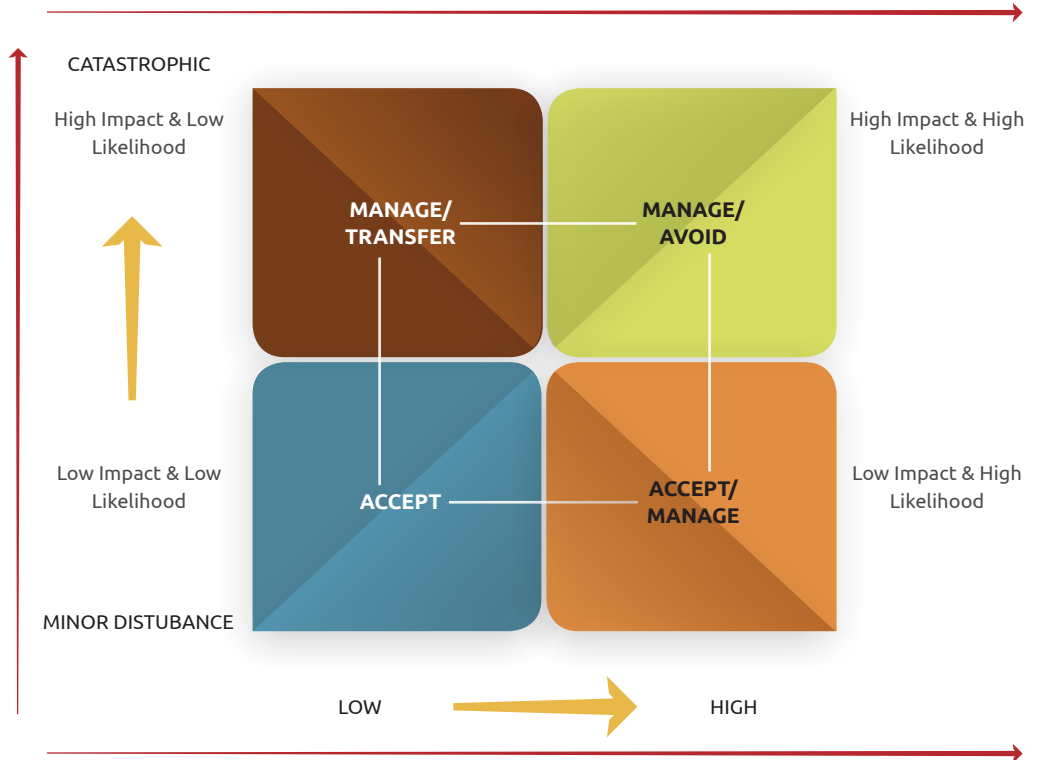 CATASTROPHIC
High Impact & Low
Likelihood
High Impact & High
Likelihood
MANAGE/
TRANSFER
MANAGE/
AVOID
Low Impact & Low
Likelihood
Low Impact & High
Likelihood
ACCEPT
ACCEPT/
MANAGE
MINOR DISTUBANCE
LOW
HIGH